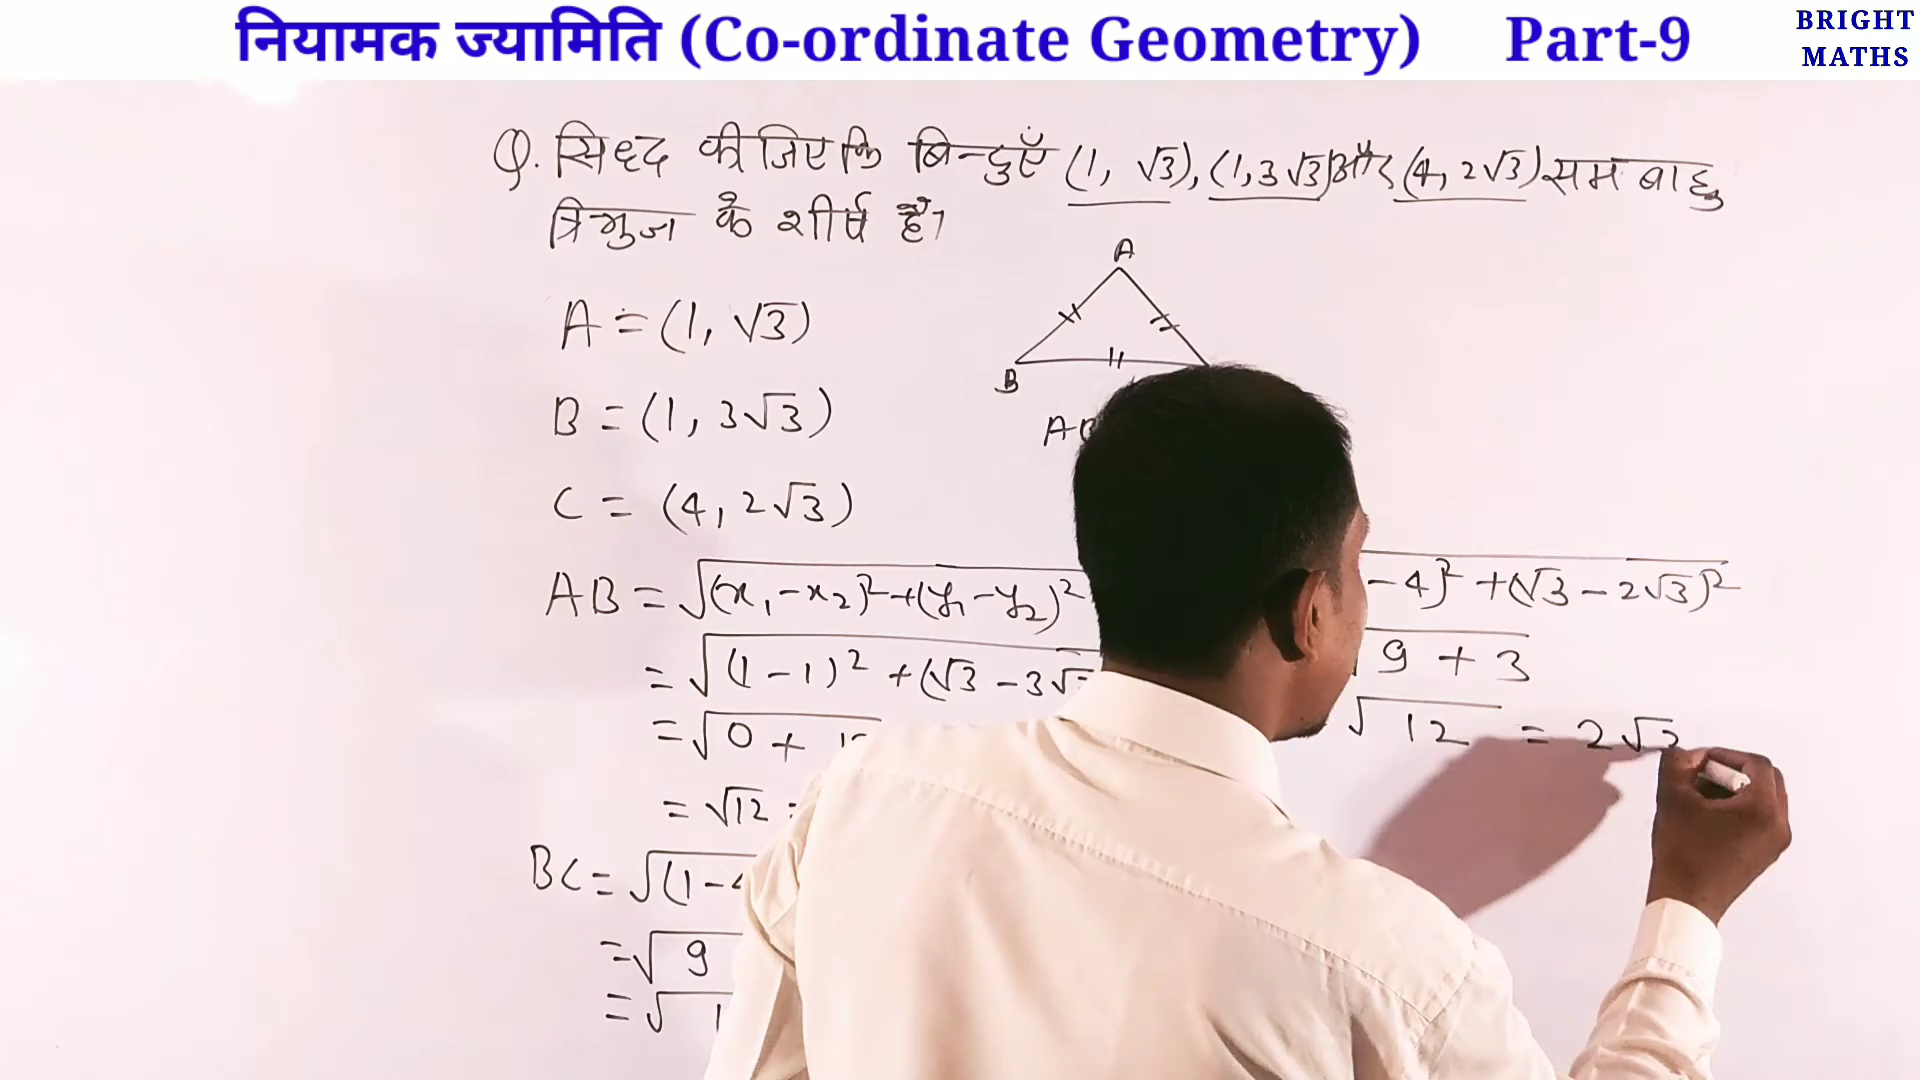 नियामक ज्यामिति (Co-ordinate Geometry) Part-9
BRIGHT
MATHS
Q. सिध्द कीजिए कि बिन्दुएँ (1, √3), (1, 3√3) और (4, 2√3) समबाहु
त्रिभुज के शीर्ष हैं।
A
B
A = (1, √3)
B = (1, 3√3)
C = (4, 2√3)
AB = √(x₁-x₂)²+(y₁-y₂)²
= √(1-1)² + (√3 - 3√
= √0 +
= √12 =
BC = √(1-
= √9
= √1
-4)² + (√3 - 2√3)²
√9 + 3
√12 = 2√